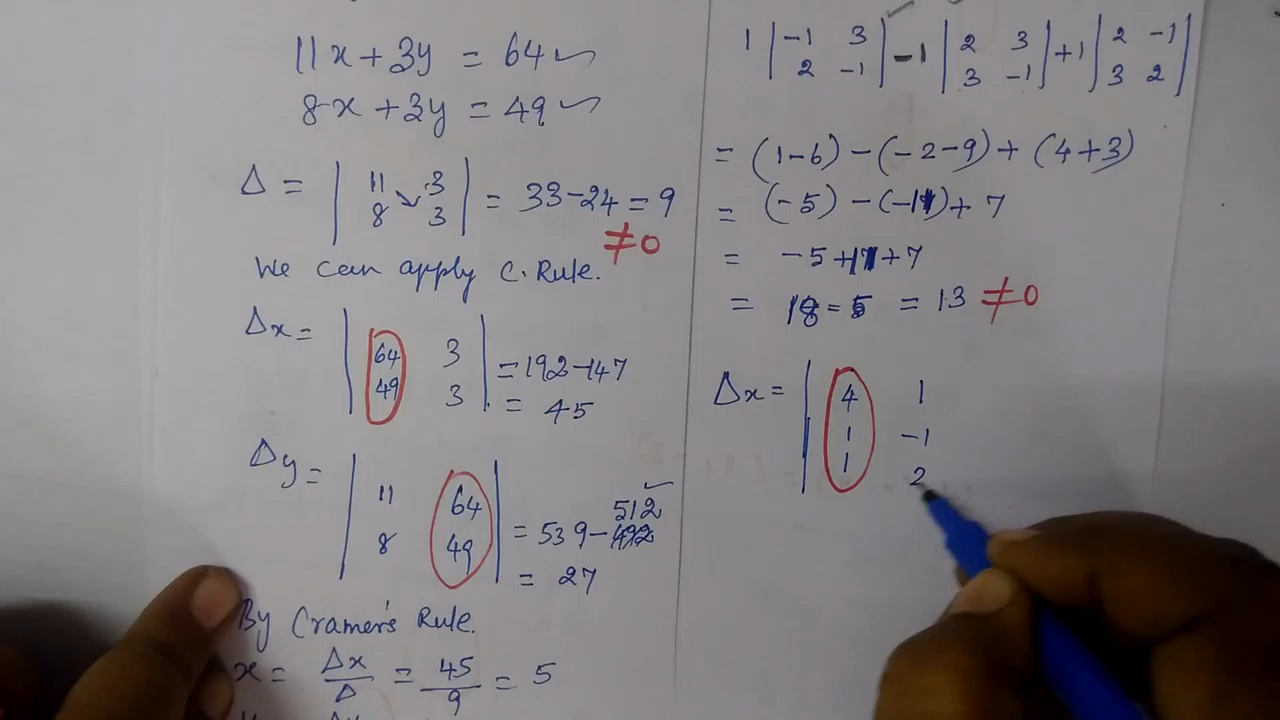 11x + 3y = 64
8x + 3y = 49
Δ = | 11 3 | = 33 - 24 = 9
8 3
≠ 0
We can apply C. Rule.
Δx = | 64 3 | = 192 - 147
49 3
= 45
Δy = | 11 64 | = 539 - 512
8 49
= 27
By Cramer's Rule.
x = Δx/Δ = 45/9 = 5
1 | -1 3 | - 1 | 2 3 | + 1 | 2 -1 |
2 -1 3 -1 3 2
= (1-6) - (-2-9) + (4+3)
= (-5) - (-11) + 7
= -5 + 11 + 7
= 18 - 5 = 13 ≠ 0
Δx = | 4 1
1 -1
1 2